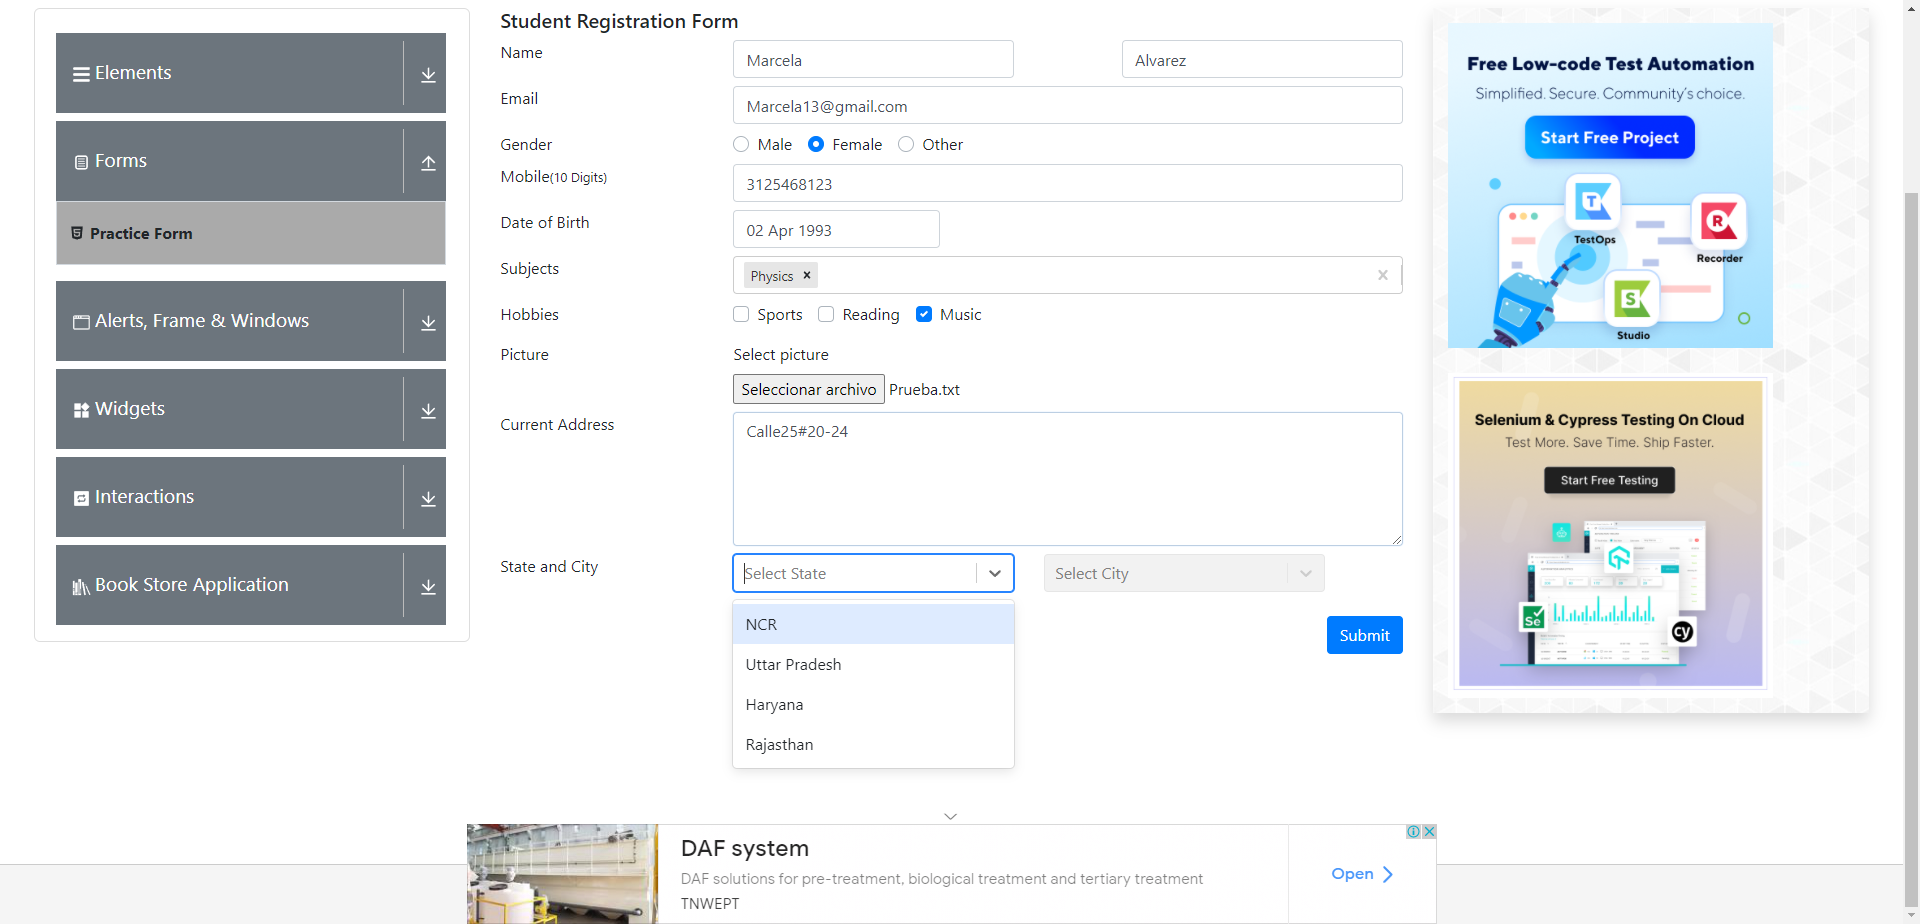 Elements
Forms
Practice Form
Alerts, Frame & Windows
Widgets
Interactions
Book Store Application
Student Registration Form
Name
Marcela
Alvarez
Email
Marcela13@gmail.com
Gender
Male
Female
Other
Mobile(10 Digits)
3125468123
Date of Birth
02 Apr 1993
Subjects
Physics
Hobbies
Sports
Reading
Music
Picture
Select picture
Seleccionar archivo Prueba.txt
Current Address
Calle25#20-24
State and City
Select State
Select City
NCR
Uttar Pradesh
Haryana
Rajasthan
Submit
Free Low-code Test Automation
Simplified. Secure. Community's choice.
Start Free Project
TestOps
Recorder
Studio
Selenium & Cypress Testing On Cloud
Test More. Save Time. Ship Faster.
Start Free Testing
Se
cy
DAF system
DAF solutions for pre-treatment, biological treatment and tertiary treatment
TNWEPT
Open